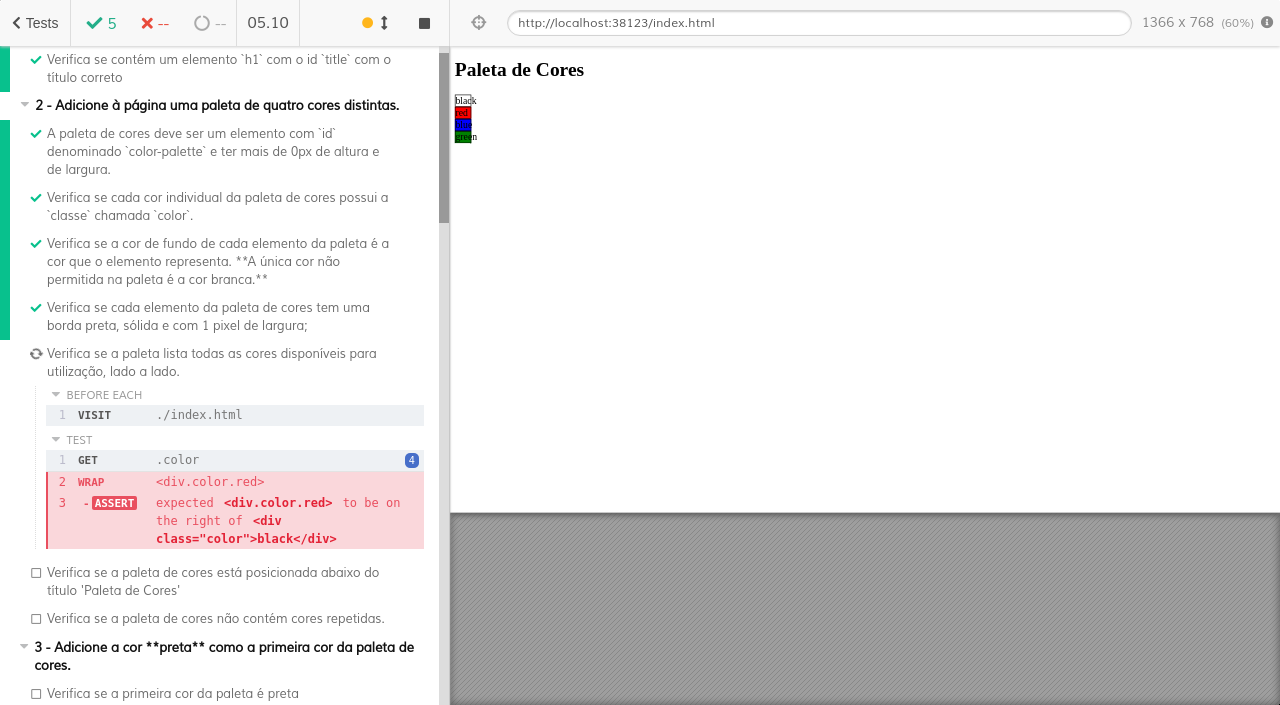 Tests
5
--
--
05.10
http://localhost:38123/index.html
1366 x 768 (60%)
Verifica se contém um elemento `h1` com o id `title` com o
título correto
2 - Adicione à página uma paleta de quatro cores distintas.
A paleta de cores deve ser um elemento com `id`
denominado `color-palette` e ter mais de 0px de altura e
de largura.
Verifica se cada cor individual da paleta de cores possui a
`classe` chamada `color`.
Verifica se a cor de fundo de cada elemento da paleta é a
cor que o elemento representa. **A única cor não
permitida na paleta é a cor branca.**
Verifica se cada elemento da paleta de cores tem uma
borda preta, sólida e com 1 pixel de largura;
Verifica se a paleta lista todas as cores disponíveis para
utilização, lado a lado.
BEFORE EACH
1 VISIT ./index.html
TEST
1 GET .color 4
2 WRAP <div.color.red>
3 -ASSERT expected <div.color.red> to be on
the right of <div
class="color">black</div>
Verifica se a paleta de cores está posicionada abaixo do
título 'Paleta de Cores'
Verifica se a paleta de cores não contém cores repetidas.
3 - Adicione a cor **preta** como a primeira cor da paleta de
cores.
Verifica se a primeira cor da paleta é preta
Paleta de Cores
black
red
blue
green